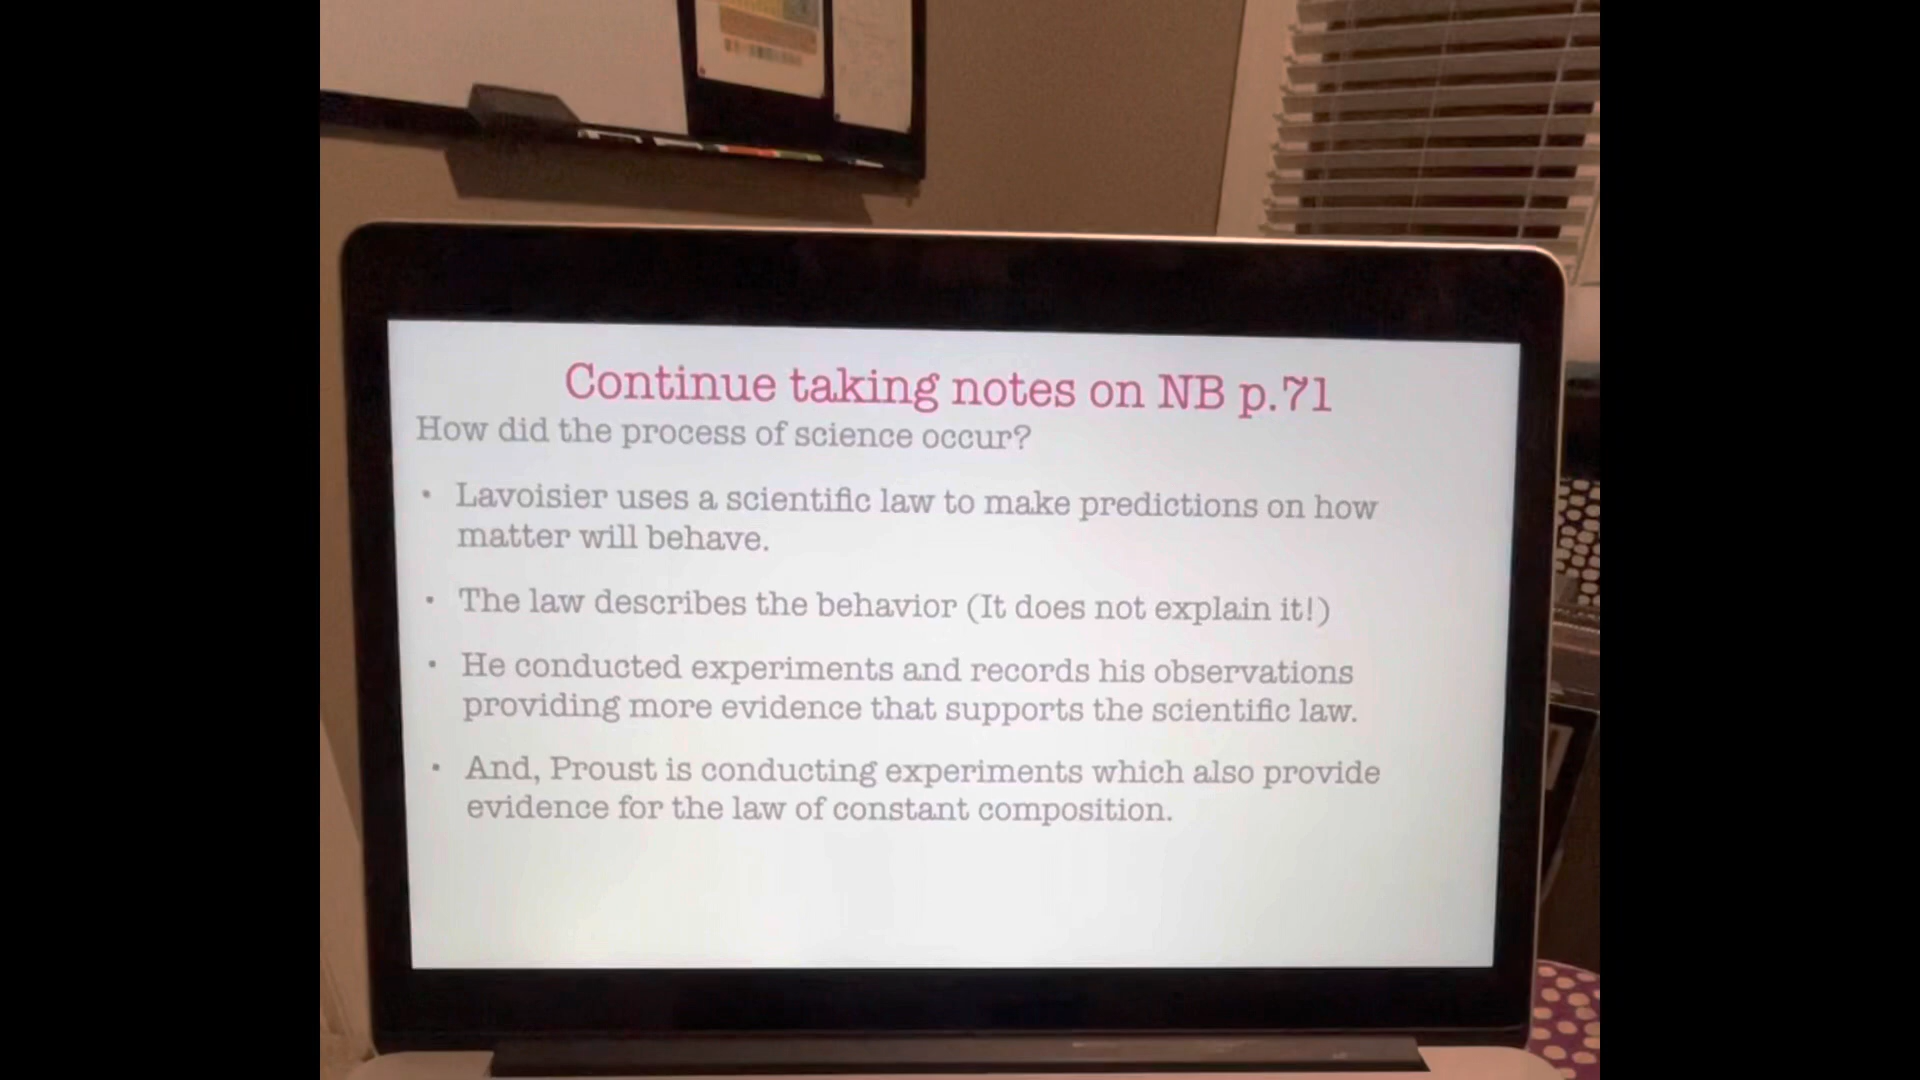 Continue taking notes on NB p.71
How did the process of science occur?
• Lavoisier uses a scientific law to make predictions on how
matter will behave.
• The law describes the behavior (It does not explain it!)
• He conducted experiments and records his observations
providing more evidence that supports the scientific law.
• And, Proust is conducting experiments which also provide
evidence for the law of constant composition.